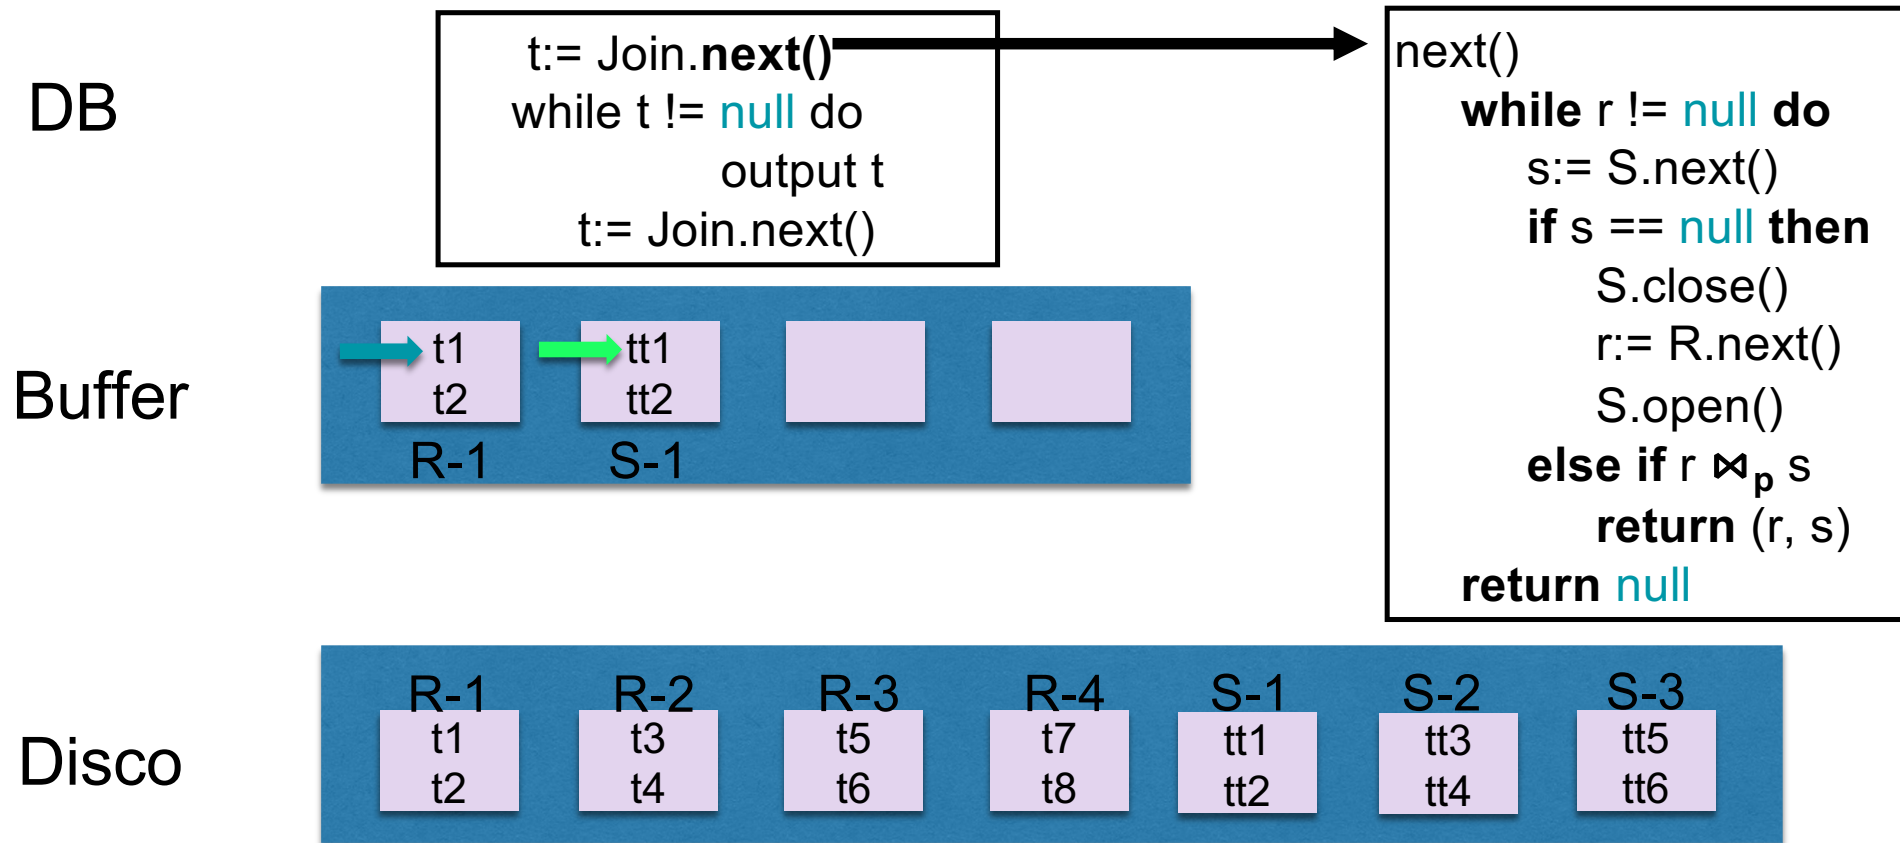 DB
t:= Join.next()
while t != null do
output t
t:= Join.next()
next()
while r != null do
s:= S.next()
if s == null then
S.close()
r:= R.next()
S.open()
else if r ⋈p s
return (r, s)
return null
Buffer
t1
t2
R-1
tt1
tt2
S-1
Disco
R-1
t1
t2
R-2
t3
t4
R-3
t5
t6
R-4
t7
t8
S-1
tt1
tt2
S-2
tt3
tt4
S-3
tt5
tt6